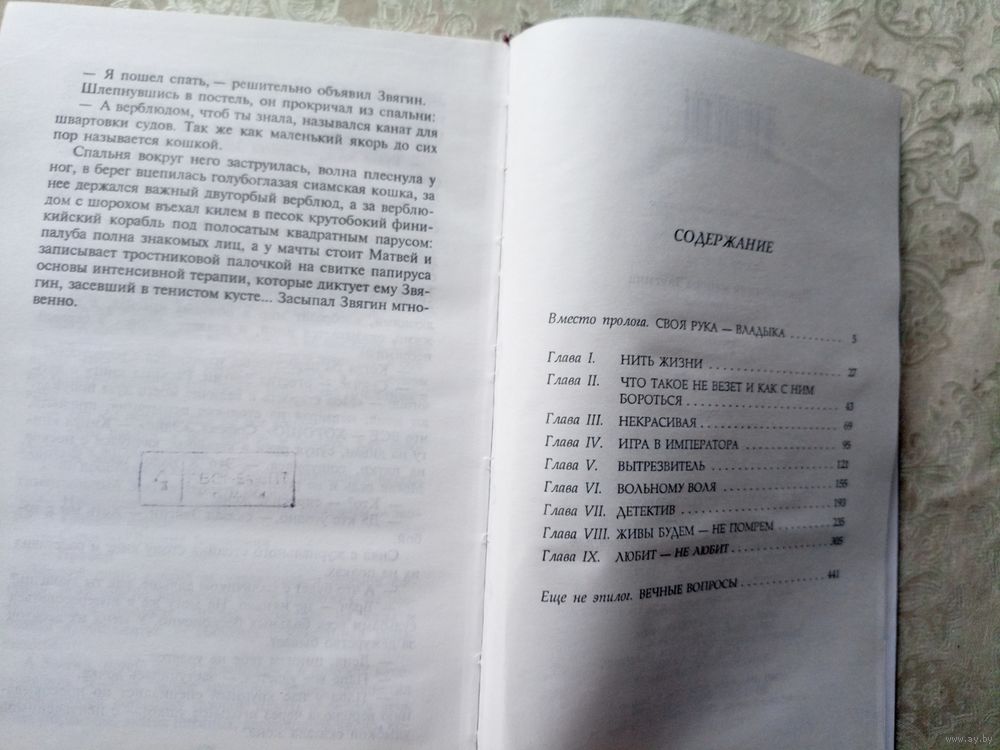 — Я пошел спать, — решительно объявил Звягин.
Шлепнувшись в постель, он прокричал из спальни:
— А верблюдом, чтоб ты знала, назывался канат для
швартовки судов. Так же как маленький якорь до сих
пор называется кошкой.
Спальня вокруг него заструилась, волна плеснула у
ног, в берег вцепилась голубоглазая сиамская кошка, за
нее держался важный двугорбый верблюд, а за верблю-
дом с шорохом въехал килем в песок крутобокий фини-
кийский корабль под полосатым квадратным парусом:
палуба полна знакомых лиц, а у мачты стоит Матвей и
записывает тростниковой палочкой на свитке папируса
основы интенсивной терапии, которые диктует ему Звя-
гин, засевший в тенистом кусте... Засыпал Звягин мгно-
венно.
СОДЕРЖАНИЕ
Вместо пролога. СВОЯ РУКА — ВЛАДЫКА . . . . . . . . . 5
Глава I. НИТЬ ЖИЗНИ . . . . . . . . . . . . . . . . . . . 27
Глава II. ЧТО ТАКОЕ НЕ ВЕЗЕТ И КАК С НИМ
БОРОТЬСЯ . . . . . . . . . . . . . . . . . . . . . 43
Глава III. НЕКРАСИВАЯ . . . . . . . . . . . . . . . . . . . 69
Глава IV. ИГРА В ИМПЕРАТОРА . . . . . . . . . . . . . . 95
Глава V. ВЫТРЕЗВИТЕЛЬ . . . . . . . . . . . . . . . . . . 121
Глава VI. ВОЛЬНОМУ ВОЛЯ . . . . . . . . . . . . . . . . 155
Глава VII. ДЕТЕКТИВ . . . . . . . . . . . . . . . . . . . . . 193
Глава VIII. ЖИВЫ БУДЕМ — НЕ ПОМРЕМ . . . . . . . . 235
Глава IX. ЛЮБИТ — НЕ ЛЮБИТ . . . . . . . . . . . . . . 305
Еще не эпилог. ВЕЧНЫЕ ВОПРОСЫ . . . . . . . . . . . . 441
www.ay.by